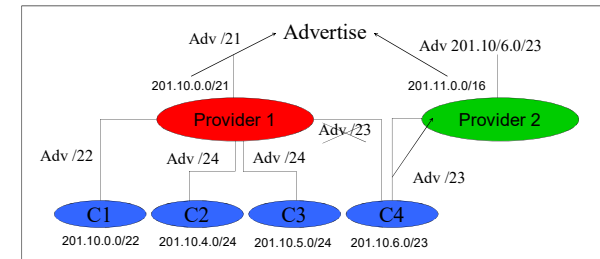 Adv /21
Advertise
Adv 201.10/6.0/23
201.10.0.0/21
201.11.0.0/16
Provider 1
Adv /23
Provider 2
Adv /22
Adv /24
Adv /24
Adv /23
C1
C2
C3
C4
201.10.0.0/22
201.10.4.0/24
201.10.5.0/24
201.10.6.0/23